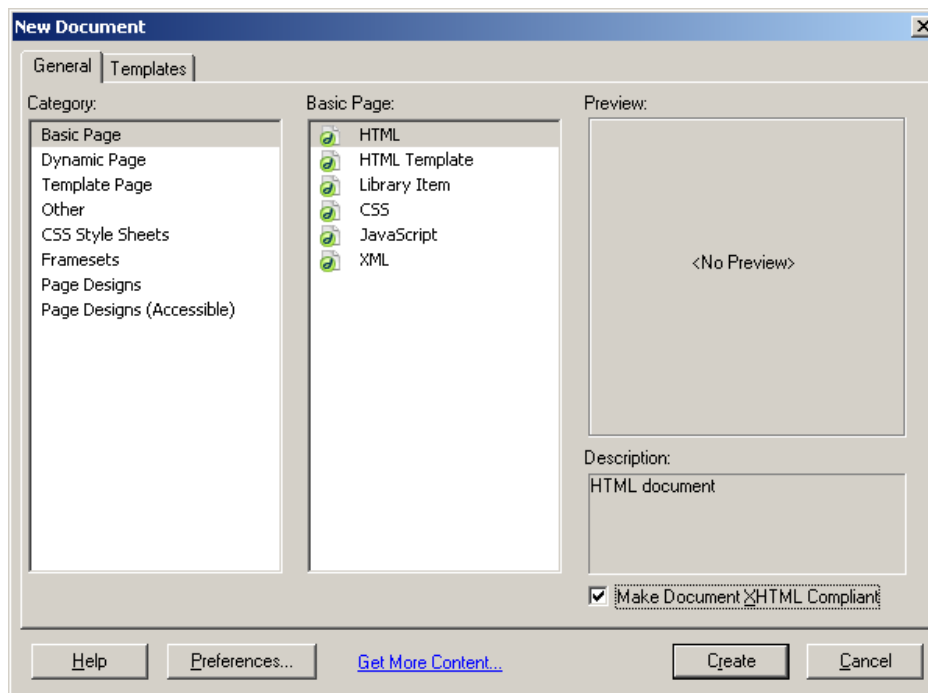 New Document
General
Templates
Category:
Basic Page
Dynamic Page
Template Page
Other
CSS Style Sheets
Framesets
Page Designs
Page Designs (Accessible)
Basic Page:
HTML
HTML Template
Library Item
CSS
JavaScript
XML
Preview:
<No Preview>
Description:
HTML document
Make Document XHTML Compliant
Help
Preferences...
Get More Content...
Create
Cancel